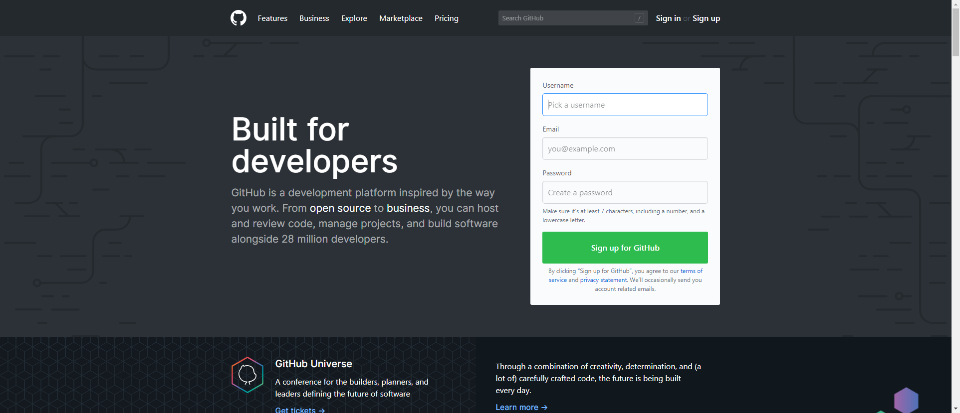 Features Business Explore Marketplace Pricing Search GitHub / Sign in or Sign up
Built for
developers
GitHub is a development platform inspired by the way
you work. From open source to business, you can host
and review code, manage projects, and build software
alongside 28 million developers.
Username
Pick a username
Email
you@example.com
Password
Create a password
Make sure it's at least 7 characters, including a number, and a
lowercase letter.
Sign up for GitHub
By clicking "Sign up for GitHub", you agree to our terms of
service and privacy statement. We'll occasionally send you
account related emails.
GitHub Universe
A conference for the builders, planners, and
leaders defining the future of software
Get tickets →
Through a combination of creativity, determination, and (a
lot of) carefully crafted code, the future is being built
every day.
Learn more →